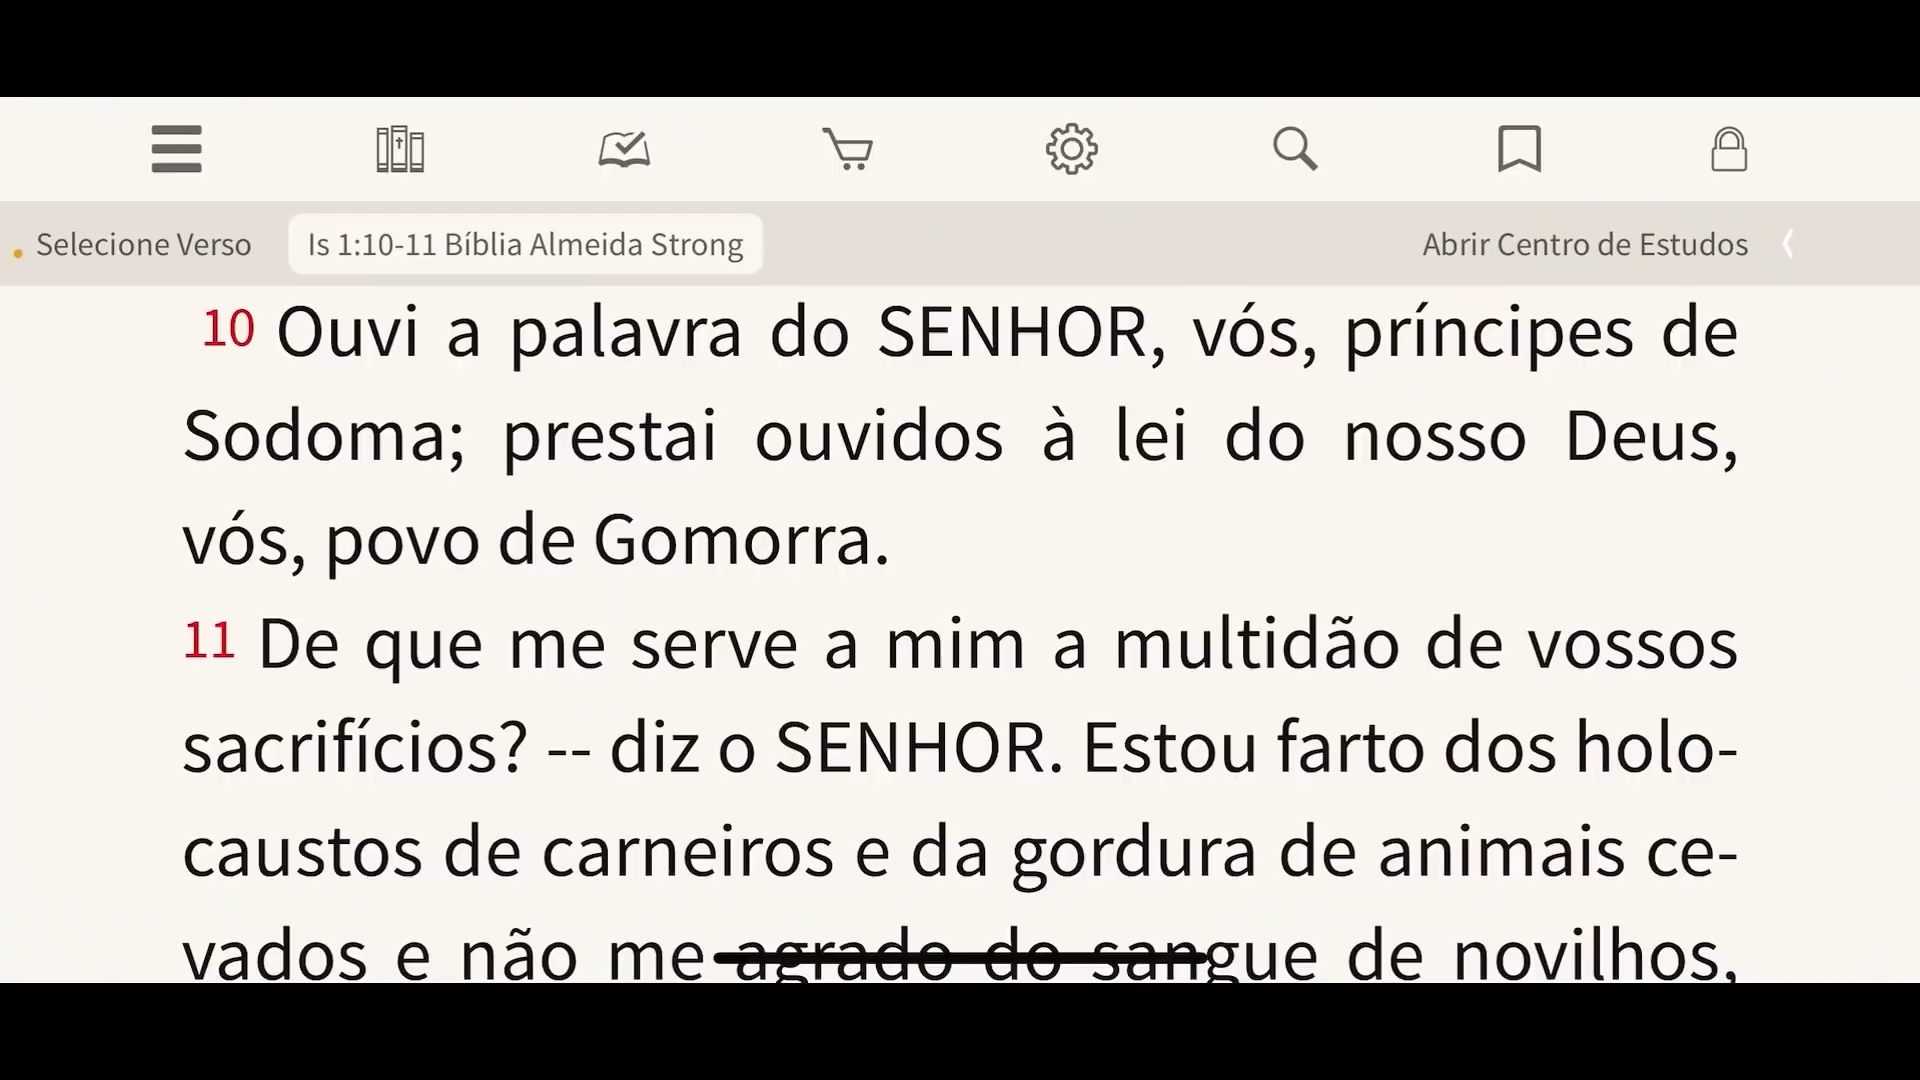 Selecione Verso
Is 1:10-11 Bíblia Almeida Strong
Abrir Centro de Estudos
10 Ouvi a palavra do SENHOR, vós, príncipes de
Sodoma; prestai ouvidos à lei do nosso Deus,
vós, povo de Gomorra.
11 De que me serve a mim a multidão de vossos
sacrifícios? -- diz o SENHOR. Estou farto dos holo-
caustos de carneiros e da gordura de animais ce-
vados e não me agrado do sangue de novilhos,